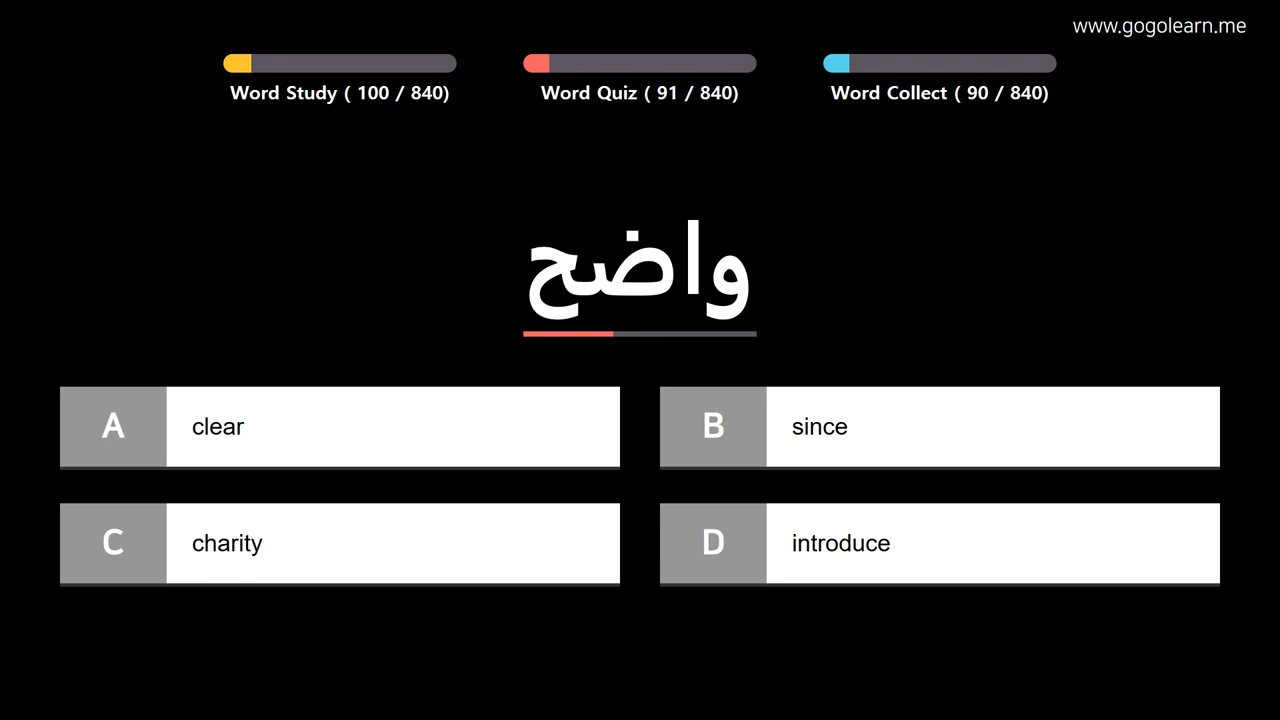 www.gogolearn.me
Word Study ( 100 / 840)
Word Quiz ( 91 / 840)
Word Collect ( 90 / 840)
واضح
A clear
B since
C charity
D introduce